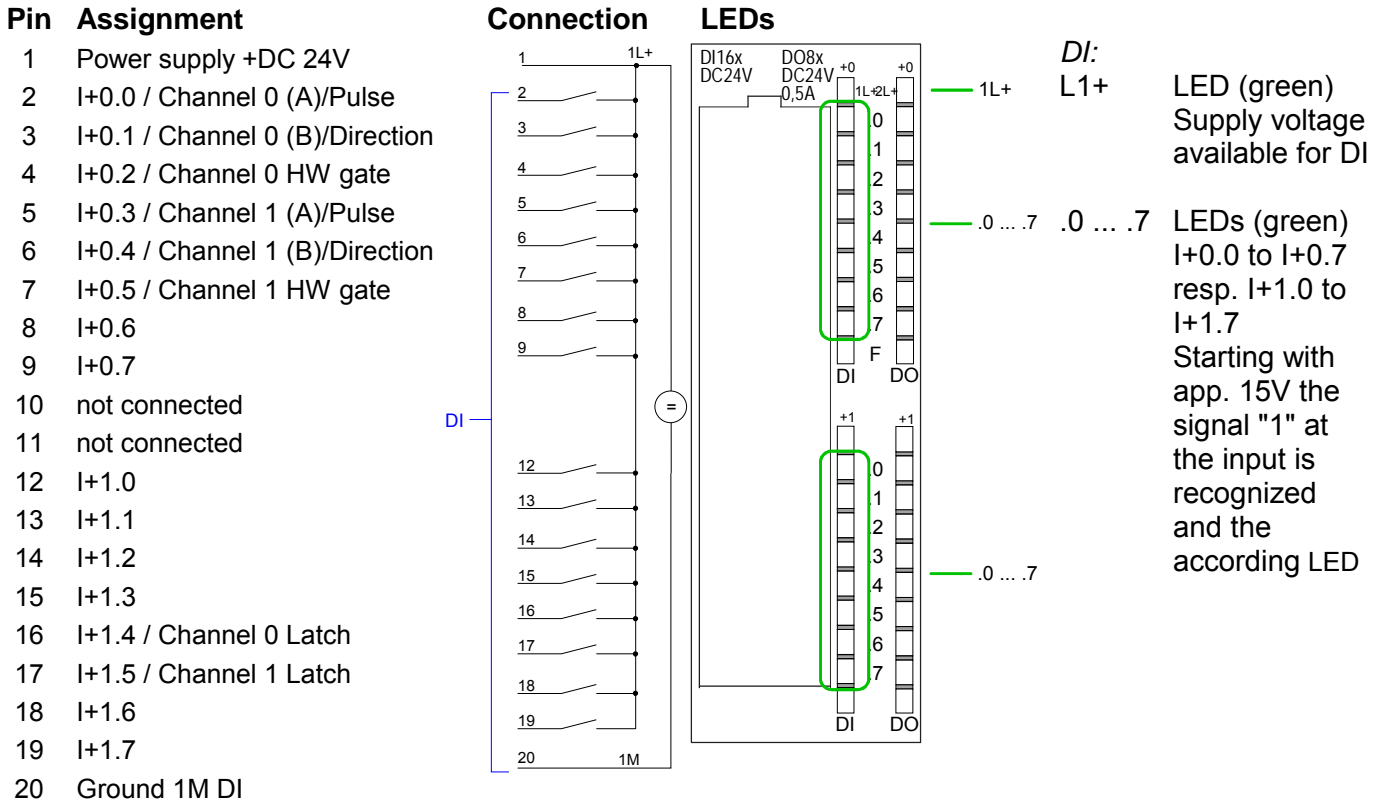 Pin Assignment Connection LEDs
1 Power supply +DC 24V
2 I+0.0 / Channel 0 (A)/Pulse
3 I+0.1 / Channel 0 (B)/Direction
4 I+0.2 / Channel 0 HW gate
5 I+0.3 / Channel 1 (A)/Pulse
6 I+0.4 / Channel 1 (B)/Direction
7 I+0.5 / Channel 1 HW gate
8 I+0.6
9 I+0.7
10 not connected
11 not connected
12 I+1.0
13 I+1.1
14 I+1.2
15 I+1.3
16 I+1.4 / Channel 0 Latch
17 I+1.5 / Channel 1 Latch
18 I+1.6
19 I+1.7
20 Ground 1M DI
DI
1 1L+
2
3
4
5
6
7
8
9
=
12
13
14
15
16
17
18
19
20 1M
DI16x DO8x
DC24V DC24V
0,5A
+0 +0
1L+ 2L+
.0
.1
.2
.3
.4
.5
.6
.7
F
DI DO
+1 +1
.0
.1
.2
.3
.4
.5
.6
.7
DI DO
1L+
.0 ... .7
.0 ... .7
DI:
L1+ LED (green)
Supply voltage
available for DI
.0 ... .7 LEDs (green)
I+0.0 to I+0.7
resp. I+1.0 to
I+1.7
Starting with
app. 15V the
signal "1" at
the input is
recognized
and the
according LED